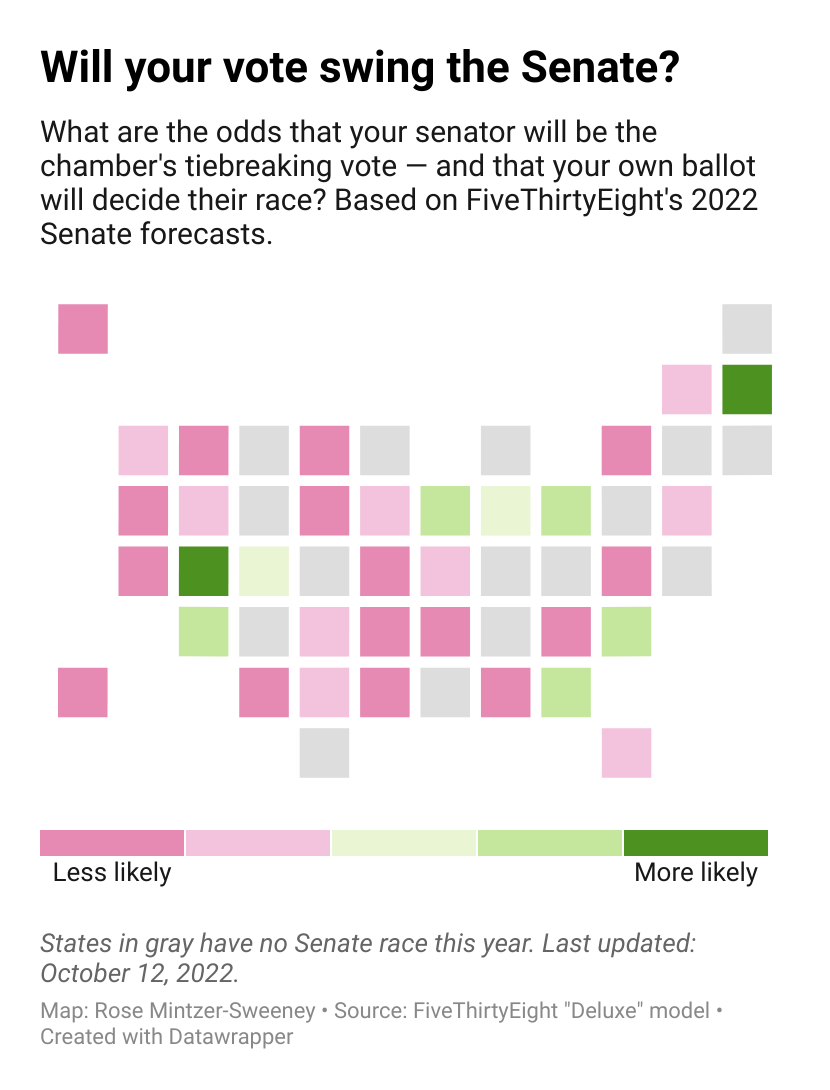 Will your vote swing the Senate?
What are the odds that your senator will be the
chamber's tiebreaking vote — and that your own ballot
will decide their race? Based on FiveThirtyEight's 2022
Senate forecasts.
Less likely
More likely
States in gray have no Senate race this year. Last updated:
October 12, 2022.
Map: Rose Mintzer-Sweeney • Source: FiveThirtyEight "Deluxe" model •
Created with Datawrapper